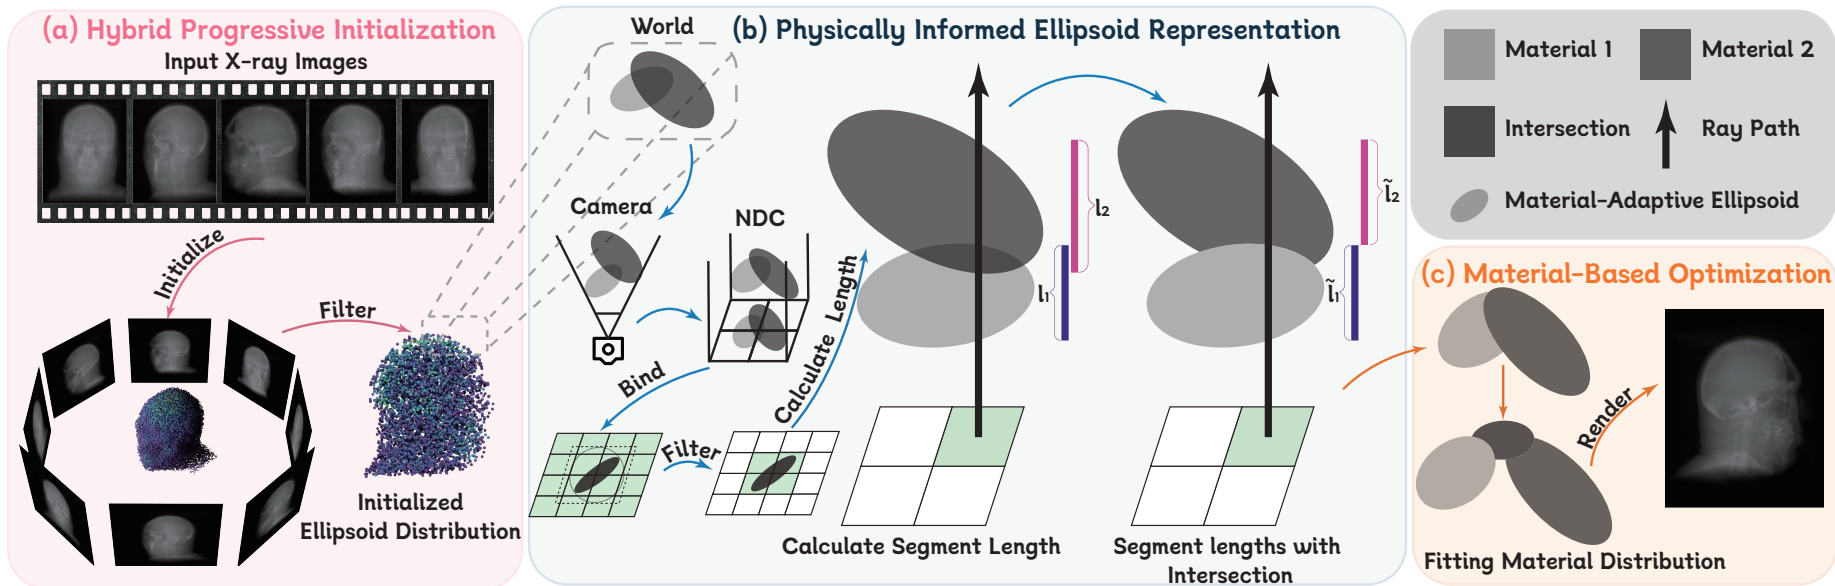 (a) Hybrid Progressive Initialization
Input X-ray Images
Initialize
Filter
Initialized
Ellipsoid Distribution
(b) Physically Informed Ellipsoid Representation
World
Camera
NDC
Bind
Filter
Calculate Length
l₂
l₁
Calculate Segment Length
l̃₂
l̃₁
Segment lengths with
Intersection
Material 1
Material 2
Intersection
Ray Path
Material-Adaptive Ellipsoid
(c) Material-Based Optimization
Render
Fitting Material Distribution